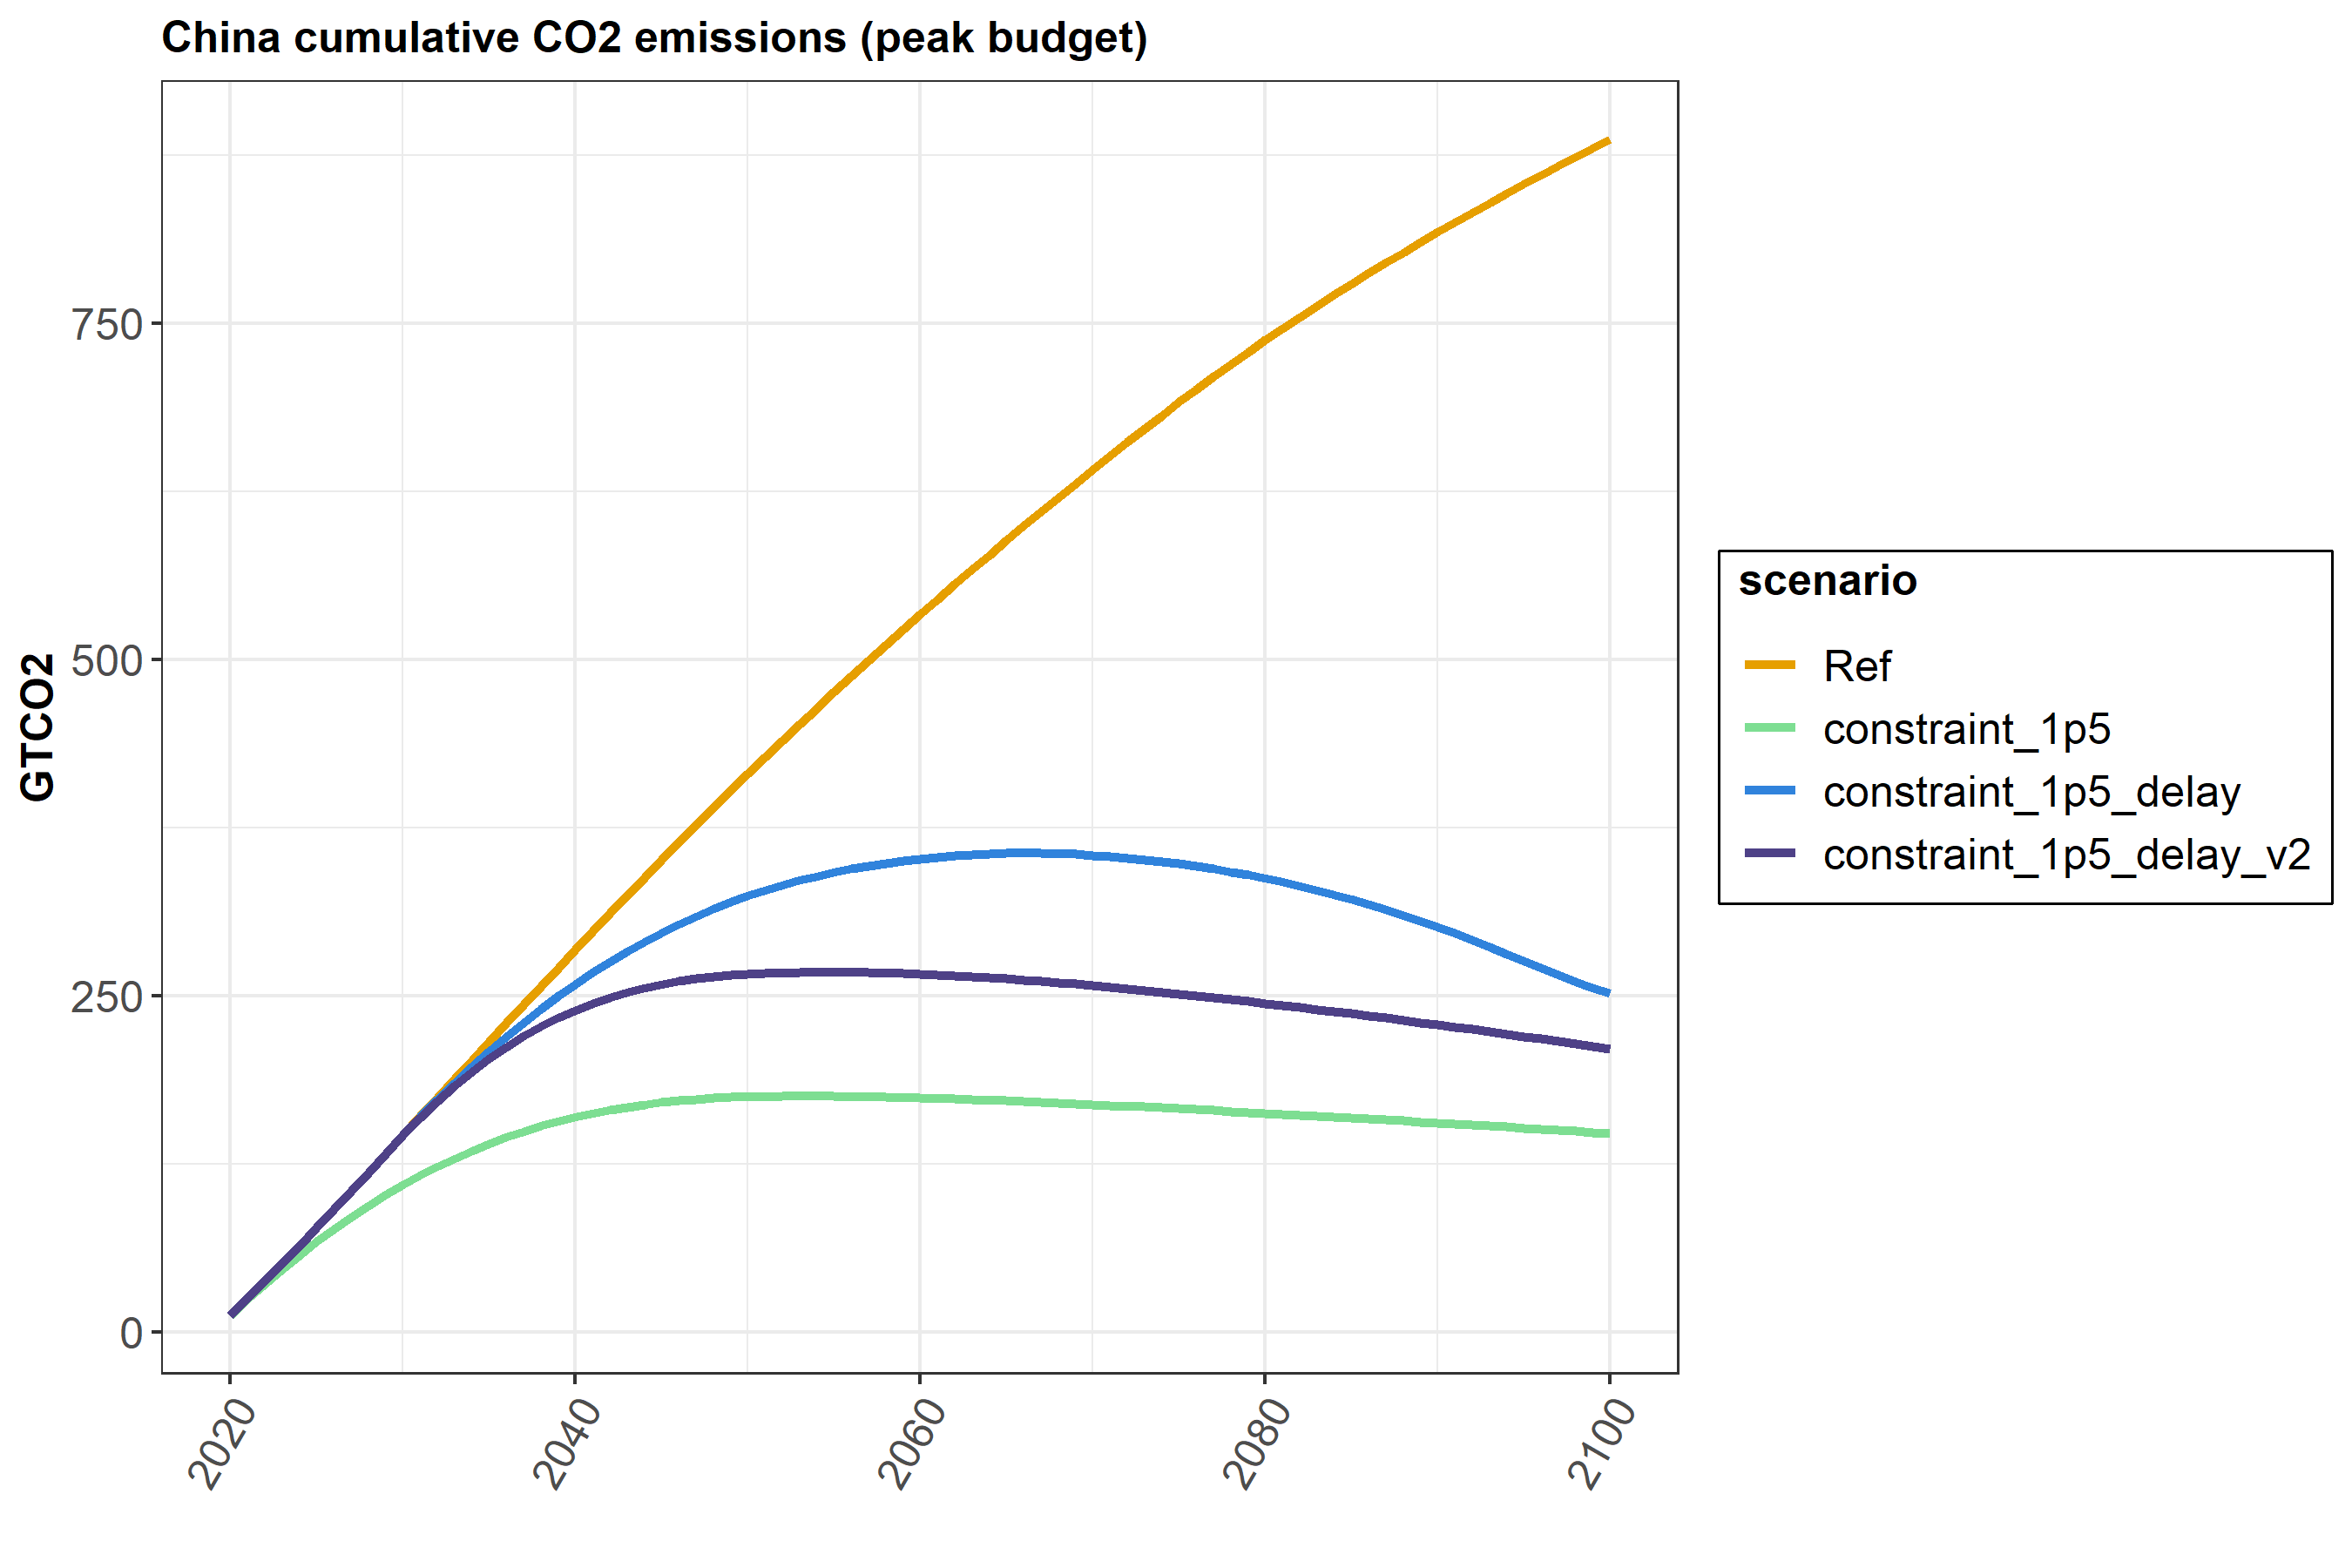 China cumulative CO2 emissions (peak budget)
GTCO2
750
500
250
0
2020
2040
2060
2080
2100
scenario
Ref
constraint_1p5
constraint_1p5_delay
constraint_1p5_delay_v2